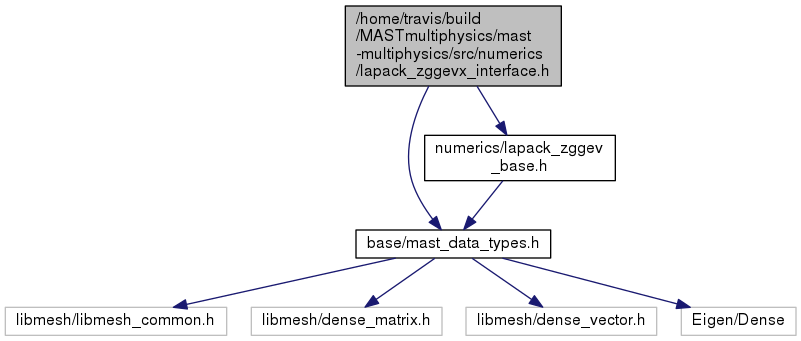 /home/travis/build
/MASTmultiphysics/mast
-multiphysics/src/numerics
/lapack_zggevx_interface.h
numerics/lapack_zggev
_base.h
base/mast_data_types.h
libmesh/libmesh_common.h
libmesh/dense_matrix.h
libmesh/dense_vector.h
Eigen/Dense